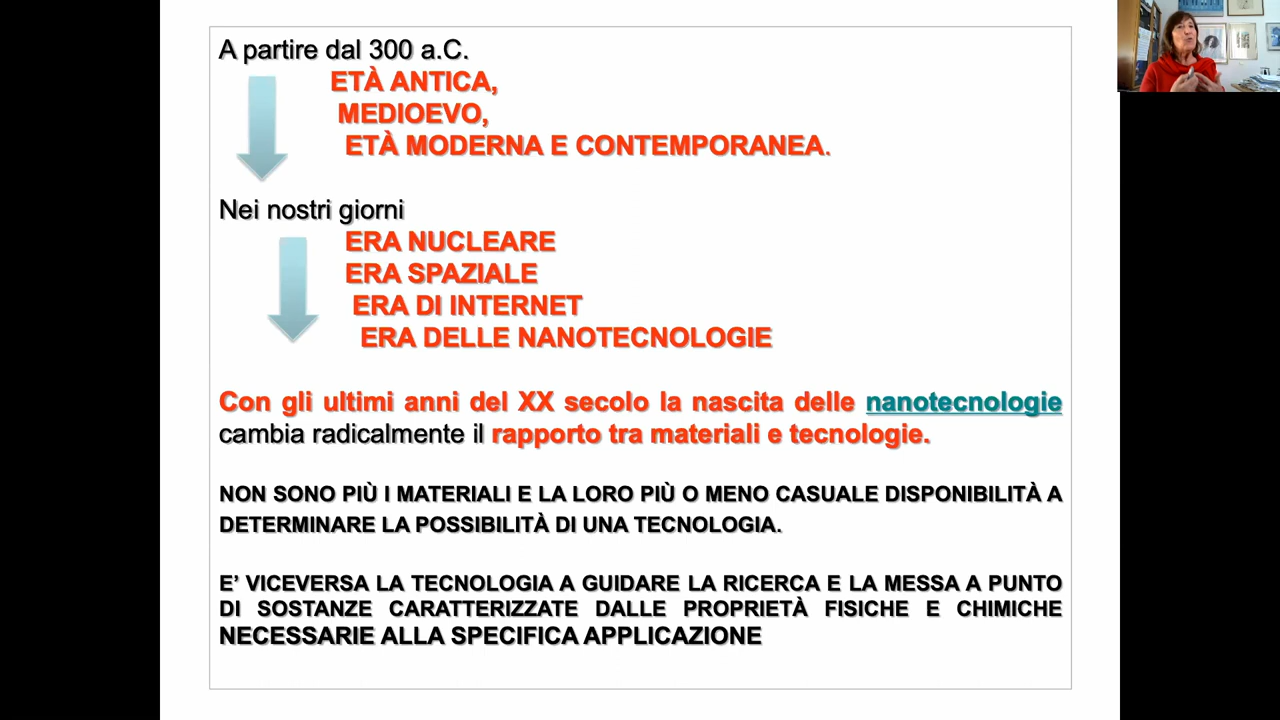 A partire dal 300 a.C.
ETÀ ANTICA,
MEDIOEVO,
ETÀ MODERNA E CONTEMPORANEA.
Nei nostri giorni
ERA NUCLEARE
ERA SPAZIALE
ERA DI INTERNET
ERA DELLE NANOTECNOLOGIE
Con gli ultimi anni del XX secolo la nascita delle nanotecnologie
cambia radicalmente il rapporto tra materiali e tecnologie.
NON SONO PIÙ I MATERIALI E LA LORO PIÙ O MENO CASUALE DISPONIBILITÀ A
DETERMINARE LA POSSIBILITÀ DI UNA TECNOLOGIA.
E’ VICEVERSA LA TECNOLOGIA A GUIDARE LA RICERCA E LA MESSA A PUNTO
DI SOSTANZE CARATTERIZZATE DALLE PROPRIETÀ FISICHE E CHIMICHE
NECESSARIE ALLA SPECIFICA APPLICAZIONE